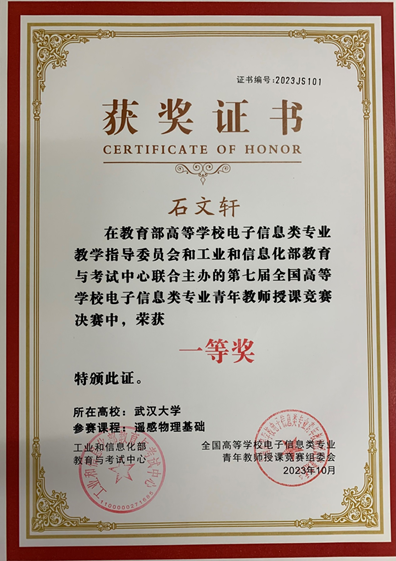 证书编号:2023JS101
获奖证书
CERTIFICATE OF HONOR
石文轩
在教育部高等学校电子信息类专业
教学指导委员会和工业和信息化部教育
与考试中心联合主办的第七届全国高等
学校电子信息类专业青年教师授课竞赛
决赛中，荣获
一等奖
特颁此证。
所在高校：武汉大学
参赛课程：遥感物理基础
工业和信息化部
教育与考试中心
全国高等学校电子信息类专业
青年教师授课竞赛组委会
2023年10月